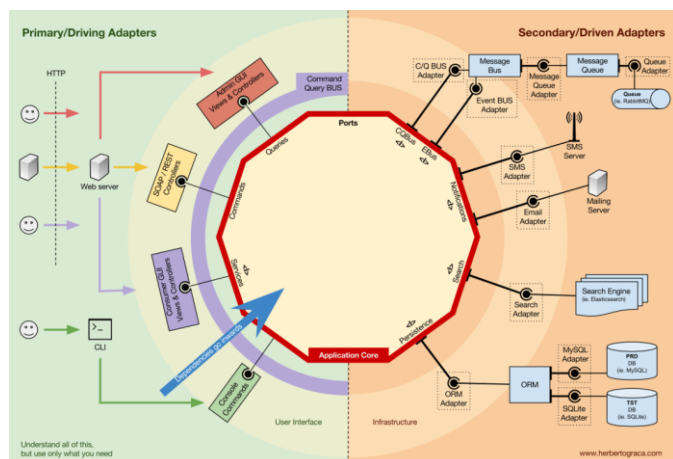 Primary/Driving Adapters
Secondary/Driven Adapters
HTTP
Web server
CLI
Admin GUI
Views & Controllers
SOAP / REST
Controllers
Consumer GUI
Views & Controllers
Console
Commands
Command
Query BUS
Ports
Queries
Commands
Services
</>
Dependencies go inwards
Application Core
User Interface
Infrastructure
CQBus
</>
EBus
</>
Notifications
</>
Search
</>
Persistence
</>
C/Q BUS
Adapter
Message
Bus
Event BUS
Adapter
Message
Queue Adapter
Message
Queue
Queue
Adapter
Queue
(ie. RabbitMQ)
SMS
Server
SMS
Adapter
Email
Adapter
Mailing
Server
Search Engine
(ie. Elasticsearch)
Search
Adapter
ORM
Adapter
ORM
MySQL
Adapter
PRD
DB
(ie. MySQL)
SQLite
Adapter
TST
DB
(ie. SQLite)
Understand all of this,
but use only what you need
www.herbertograca.com